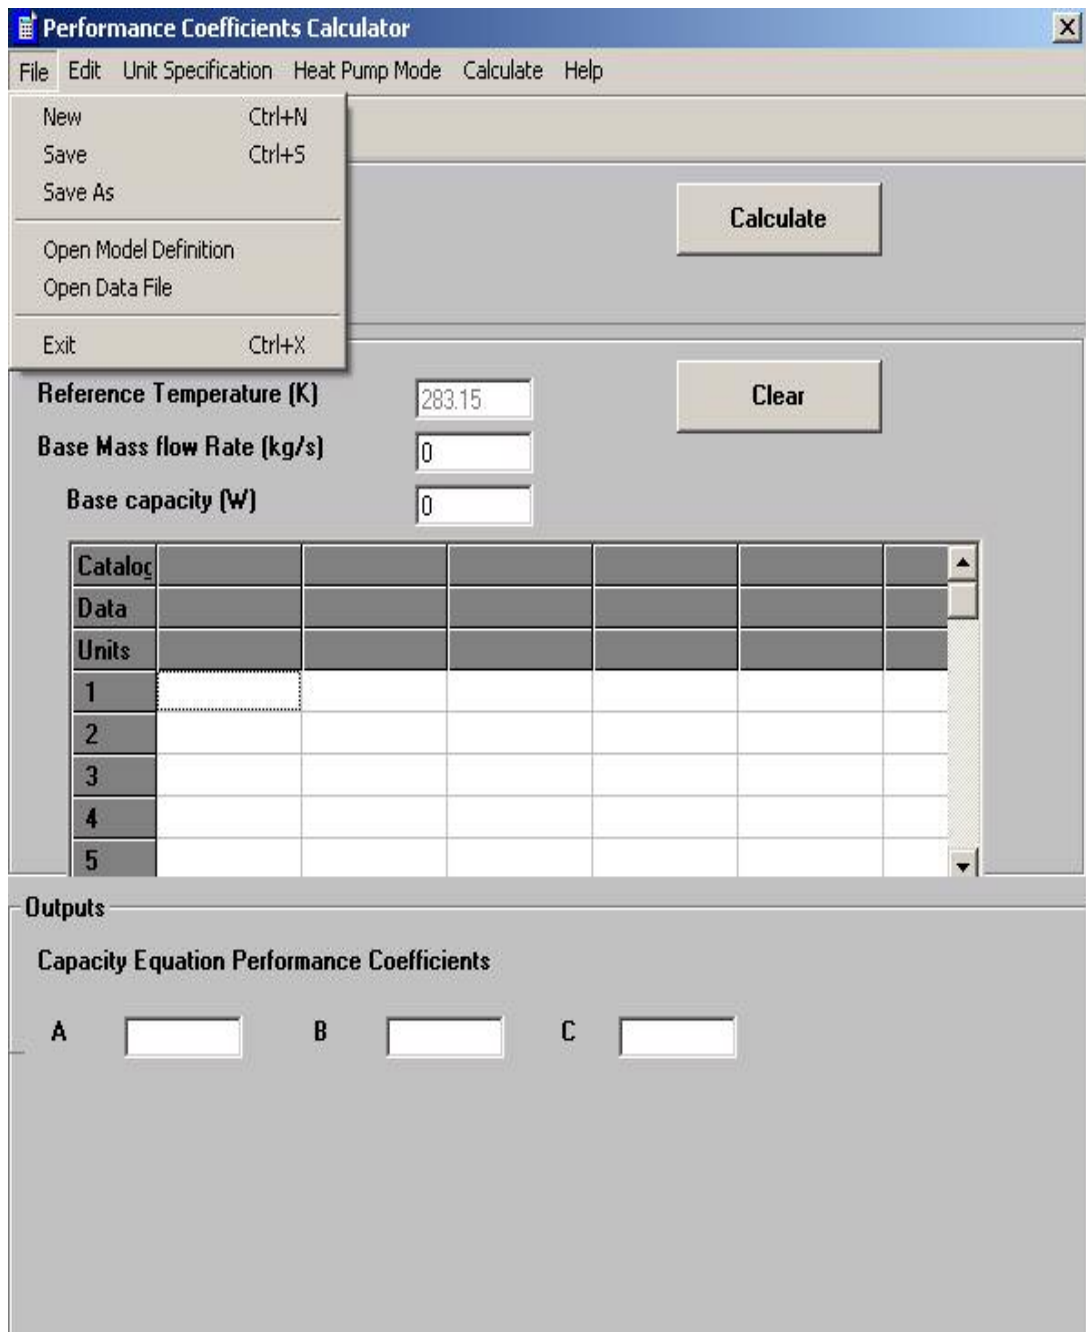 Performance Coefficients Calculator
File Edit Unit Specification Heat Pump Mode Calculate Help
New Ctrl+N
Save Ctrl+S
Save As
Open Model Definition
Open Data File
Exit Ctrl+X
Calculate
Reference Temperature (K) 283.15
Clear
Base Mass flow Rate (kg/s) 0
Base capacity (W) 0
Catalog
Data
Units
1
2
3
4
5
Outputs
Capacity Equation Performance Coefficients
A B C